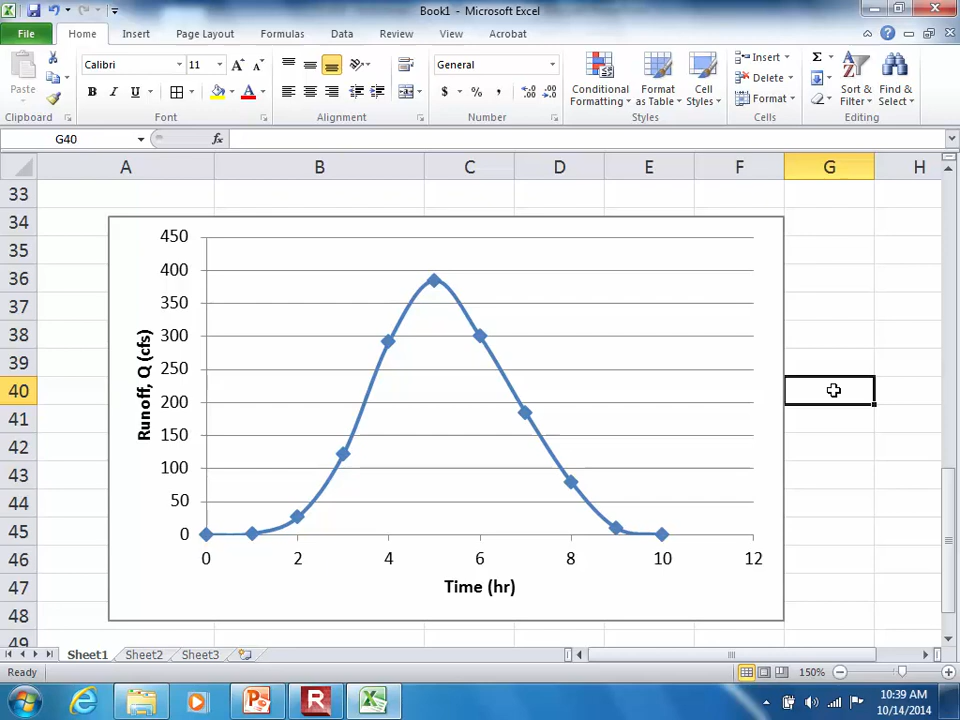 Book1 - Microsoft Excel
File Home Insert Page Layout Formulas Data Review View Acrobat
Paste
Calibri 11
B I U A
General
$ % ,
Conditional Formatting
Format as Table
Cell Styles
Insert
Delete
Format
Σ
Sort & Filter
Find & Select
Clipboard Font Alignment Number Styles Cells Editing
G40 fx
A B C D E F G H
33
34
35
36
37
38
39
40
41
42
43
44
45
46
47
48
49
450
400
350
300
250
200
150
100
50
0
Runoff, Q (cfs)
0 2 4 6 8 10 12
Time (hr)
Sheet1 Sheet2 Sheet3
Ready 150%
10:39 AM
10/14/2014